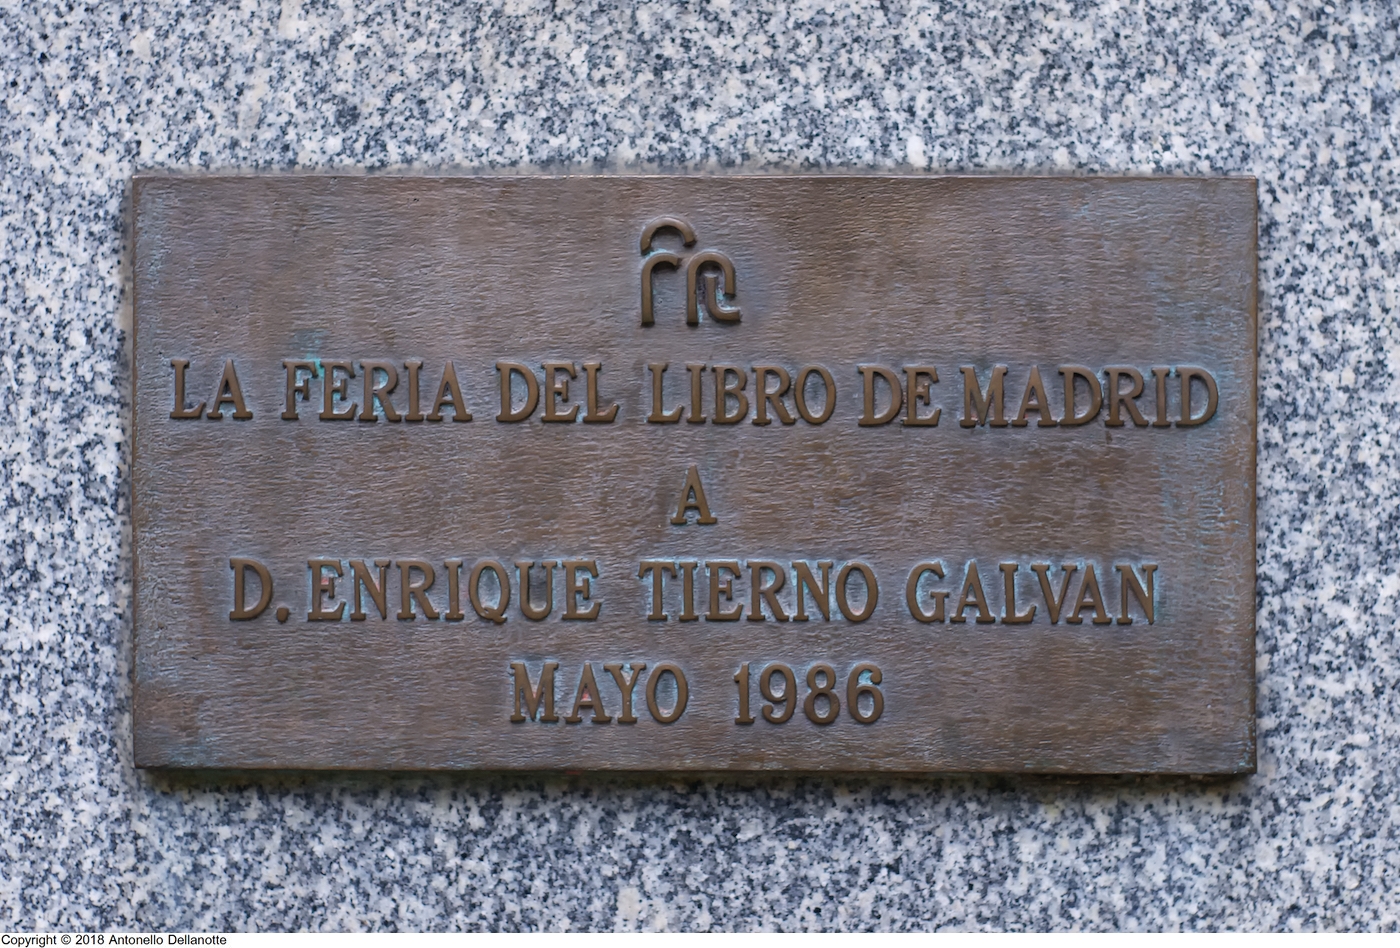 LA FERIA DEL LIBRO DE MADRID
A
D. ENRIQUE TIERNO GALVAN
MAYO 1986
Copyright © 2018 Antonello Dellanotte